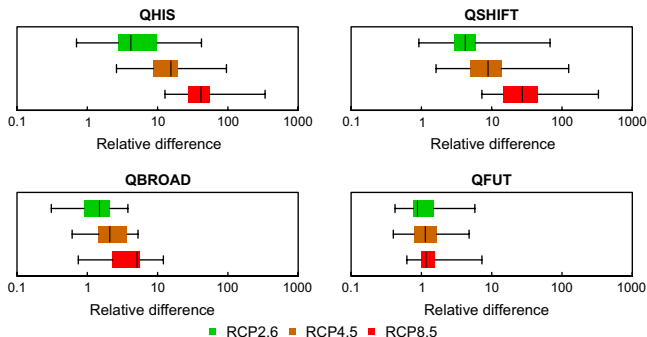 QHIS
QSHIFT
0.1 1 10 100 1000
0.1 1 10 100 1000
Relative difference
Relative difference
QBROAD
QFUT
0.1 1 10 100 1000
0.1 1 10 100 1000
Relative difference
Relative difference
RCP2.6 RCP4.5 RCP8.5